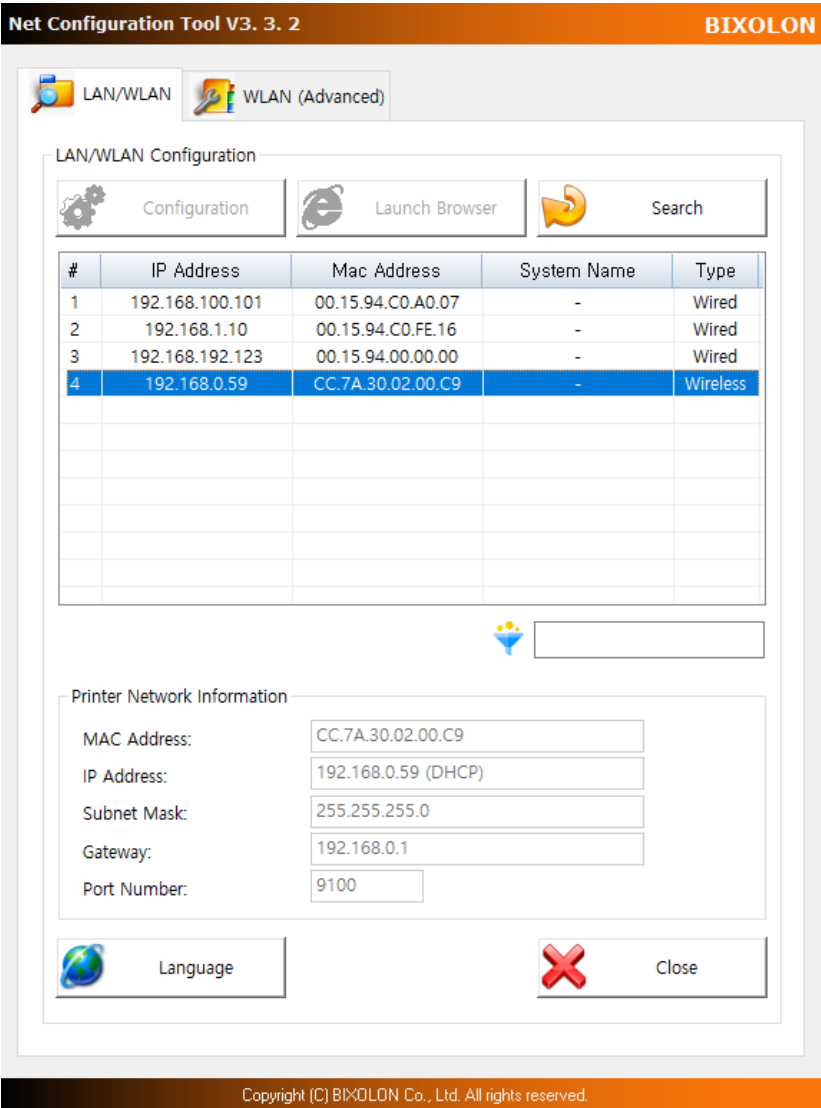 Net Configuration Tool V3. 3. 2 BIXOLON
LAN/WLAN WLAN (Advanced)
LAN/WLAN Configuration
Configuration Launch Browser Search
# IP Address Mac Address System Name Type
1 192.168.100.101 00.15.94.C0.A0.07 - Wired
2 192.168.1.10 00.15.94.C0.FE.16 - Wired
3 192.168.192.123 00.15.94.00.00.00 - Wired
4 192.168.0.59 CC.7A.30.02.00.C9 - Wireless
Printer Network Information
MAC Address: CC.7A.30.02.00.C9
IP Address: 192.168.0.59 (DHCP)
Subnet Mask: 255.255.255.0
Gateway: 192.168.0.1
Port Number: 9100
Language Close
Copyright (C) BIXOLON Co., Ltd. All rights reserved.